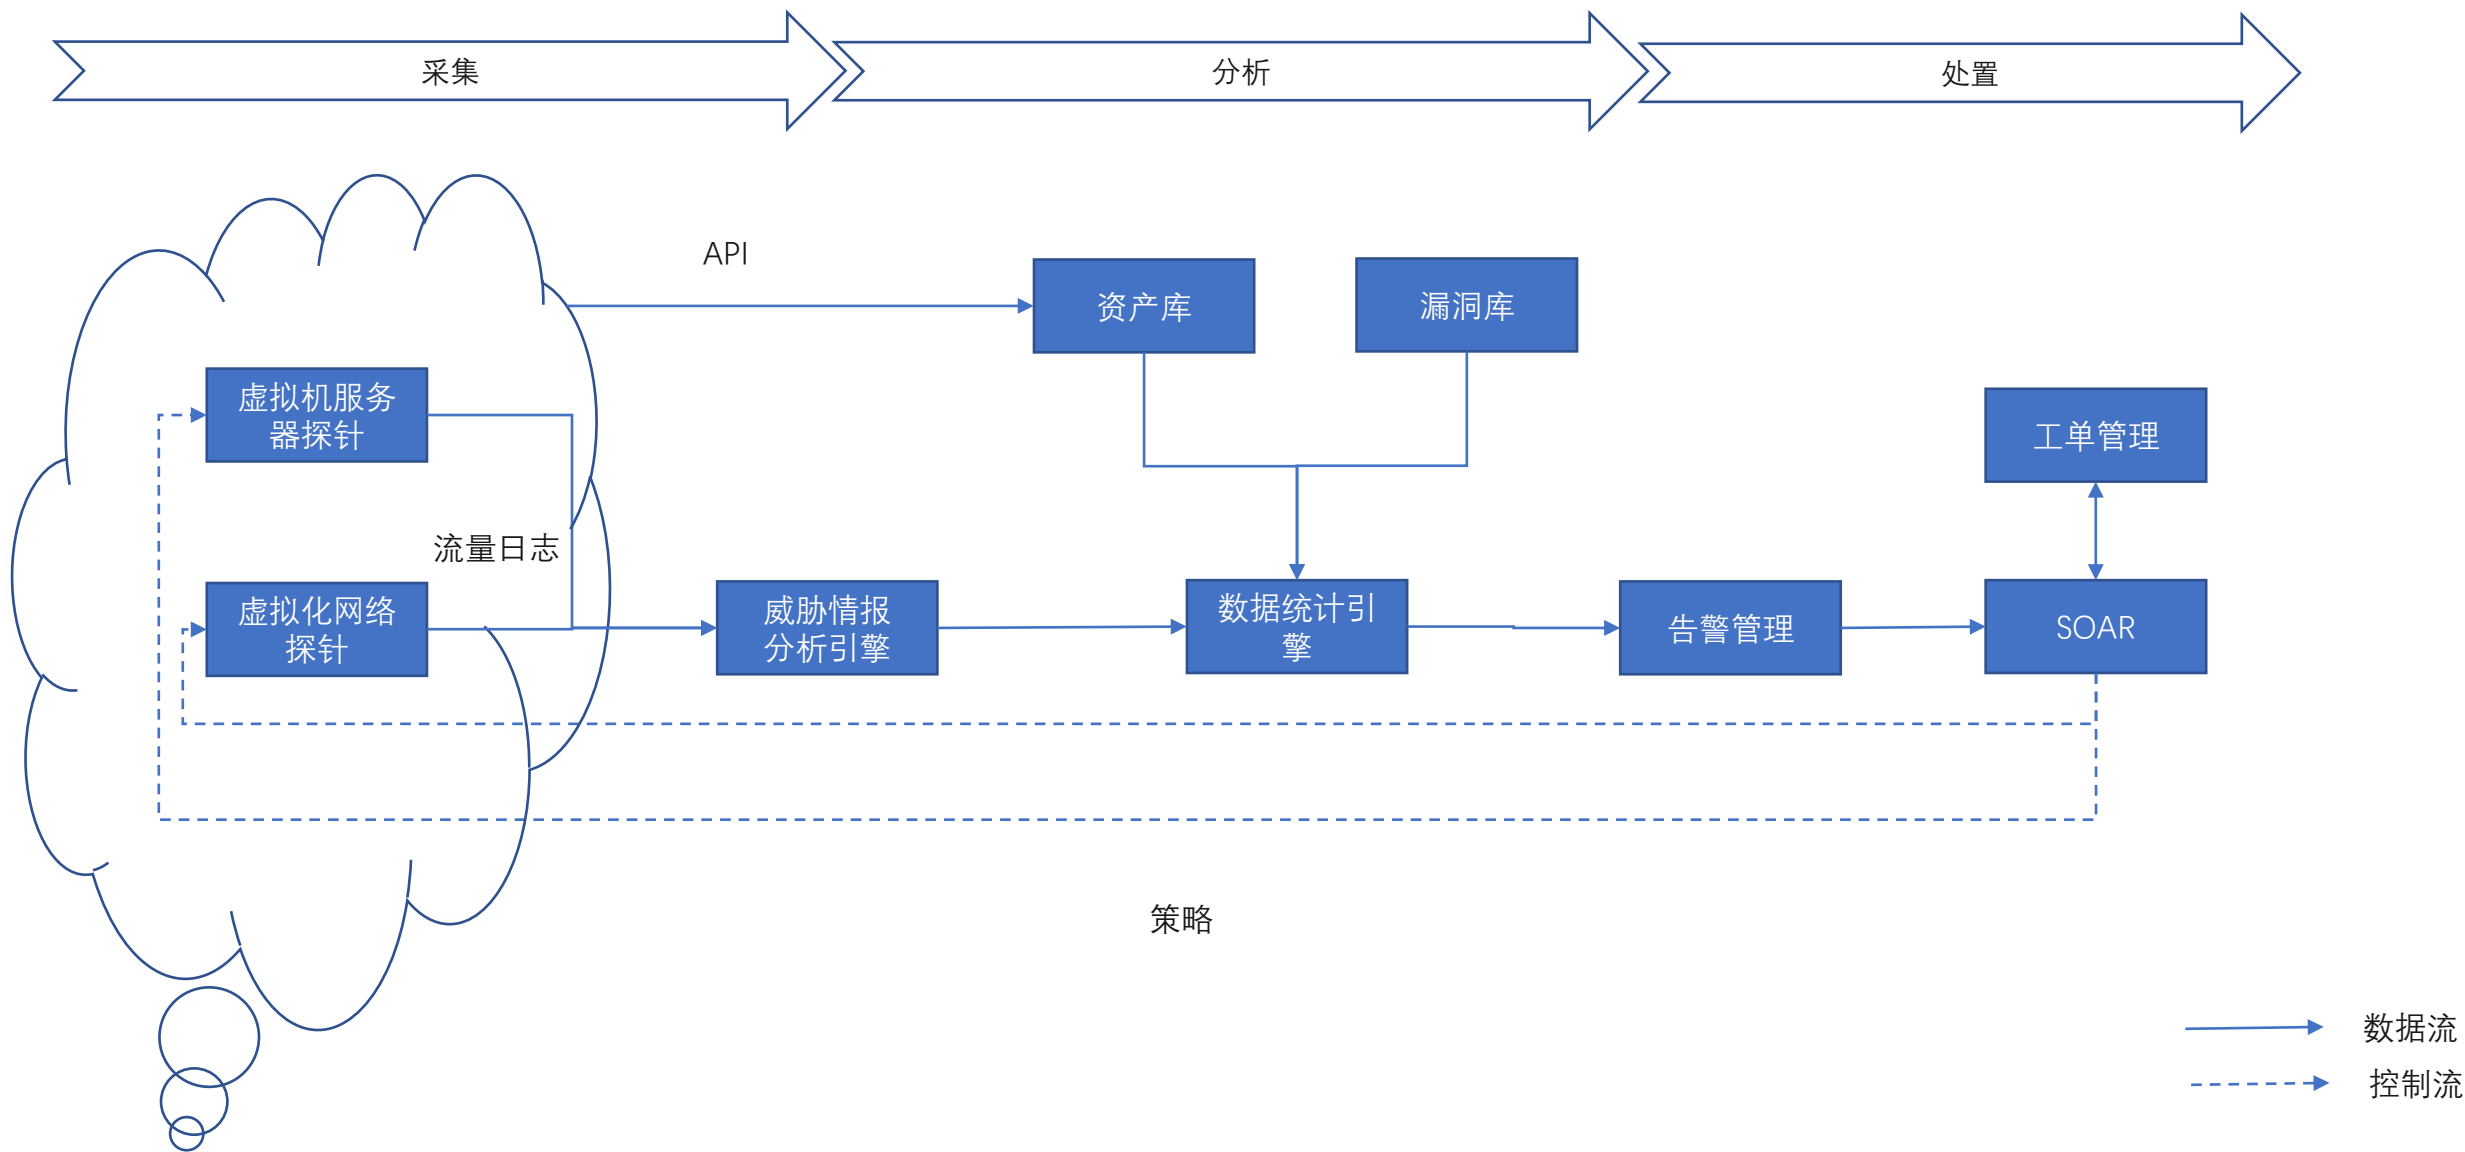 采集
分析
处置
API
资产库
漏洞库
虚拟机服务
器探针
工单管理
流量日志
虚拟化网络
探针
威胁情报
分析引擎
数据统计引
擎
告警管理
SOAR
策略
数据流
控制流